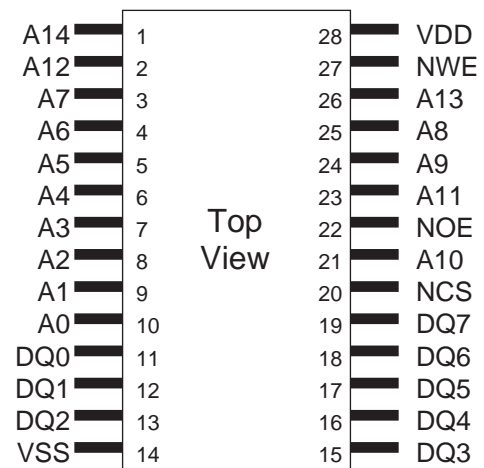 A14 1 28 VDD
A12 2 27 NWE
A7 3 26 A13
A6 4 25 A8
A5 5 24 A9
A4 6 23 A11
A3 7 Top 22 NOE
A2 8 View 21 A10
A1 9 20 NCS
A0 10 19 DQ7
DQ0 11 18 DQ6
DQ1 12 17 DQ5
DQ2 13 16 DQ4
VSS 14 15 DQ3